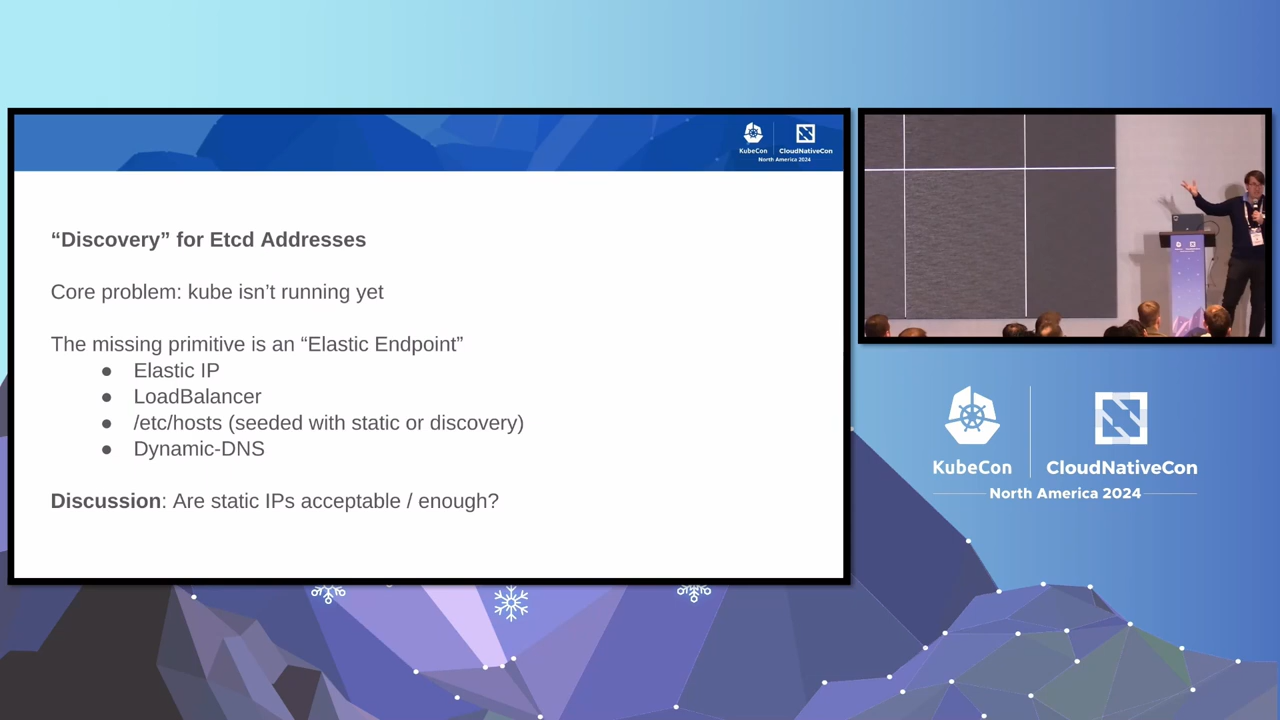 KubeCon
CloudNativeCon
North America 2024
“Discovery” for Etcd Addresses
Core problem: kube isn’t running yet
The missing primitive is an “Elastic Endpoint”
● Elastic IP
● LoadBalancer
● /etc/hosts (seeded with static or discovery)
● Dynamic-DNS
Discussion: Are static IPs acceptable / enough?
KubeCon
CloudNativeCon
North America 2024